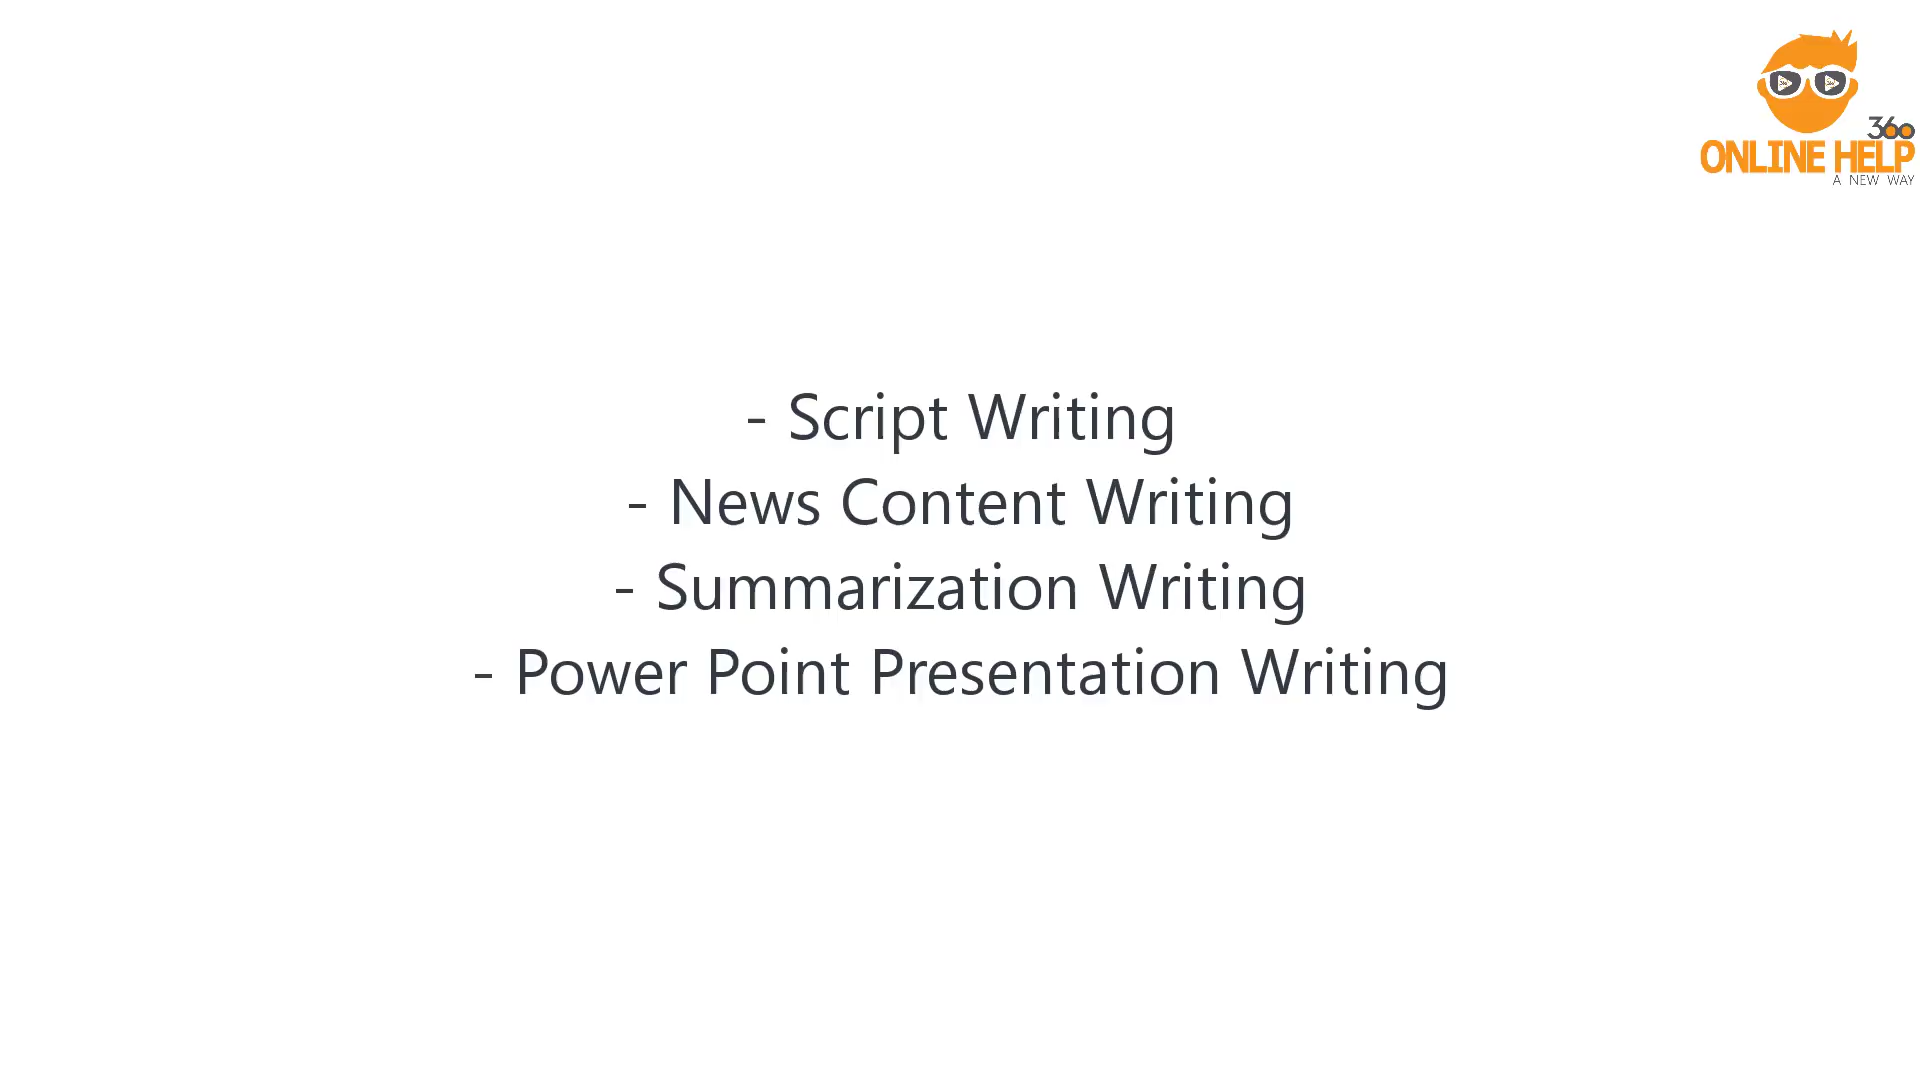 360
ONLINE HELP
A NEW WAY
- Script Writing
- News Content Writing
- Summarization Writing
- Power Point Presentation Writing